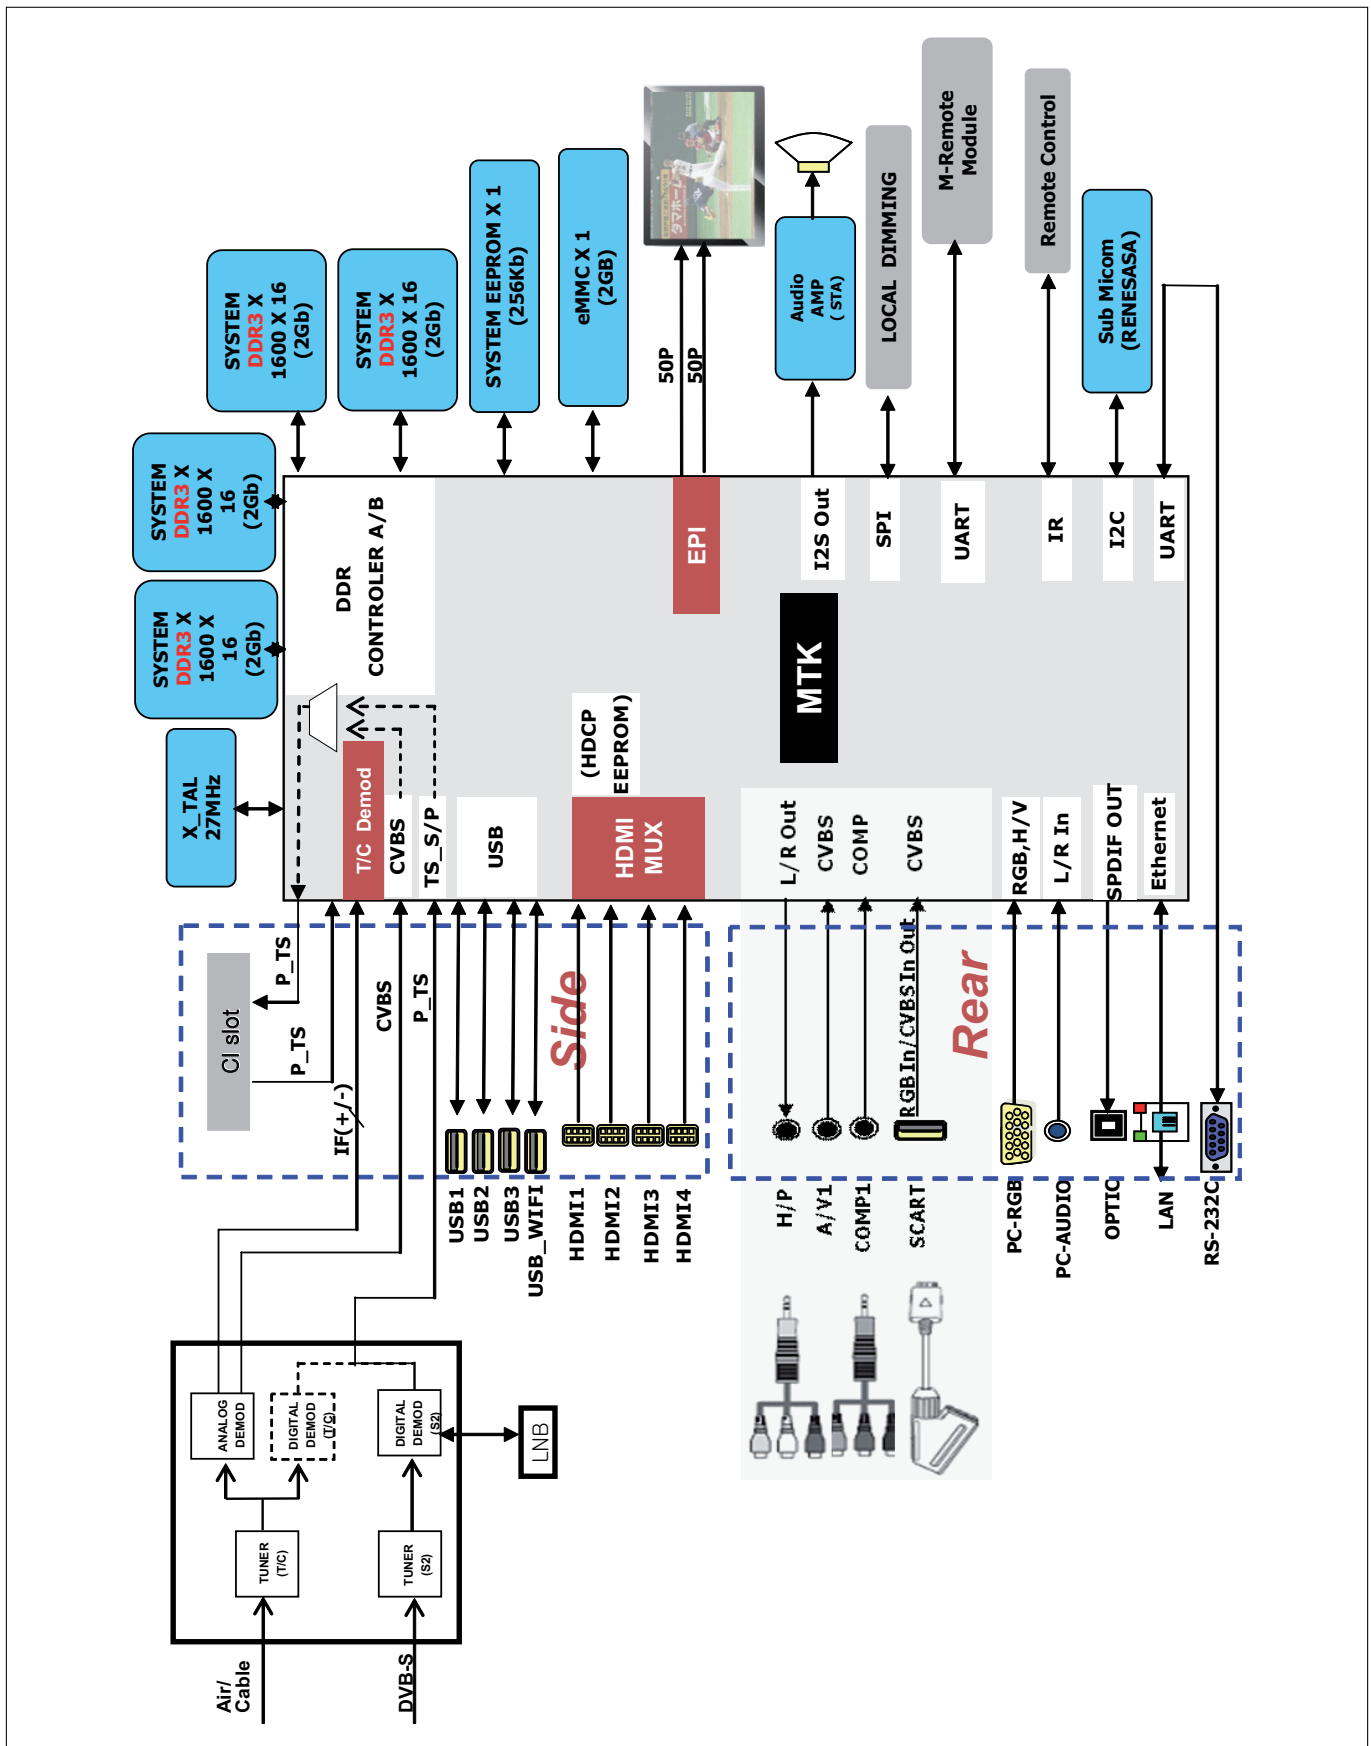 Air/
Cable
DVB-S
TUNER
(T/C)
TUNER
(S2)
ANALOG
DEMOD
DIGITAL
DEMOD
(T/C)
DIGITAL
DEMOD
(S2)
LNB
CI slot
P_TS
P_TS
IF(+/-)
CVBS
P_TS
USB1
USB2
USB3
USB_WIFI
HDMI1
HDMI2
HDMI3
HDMI4
Side
H/P
A/V1
COMP1
SCART
RGB In/CVBS In Out
Rear
PC-RGB
PC-AUDIO
OPTIC
LAN
RS-232C
X_TAL
27MHz
T/C Demod
CVBS
TS_S/P
USB
HDMI
MUX
(HDCP
EEPROM)
L/R Out
CVBS
COMP
CVBS
RGB,H/V
L/R In
SPDIF OUT
Ethernet
MTK
DDR
CONTROLER A/B
EPI
I2S Out
SPI
UART
IR
I2C
UART
SYSTEM
DDR3 X
1600 X
16
(2Gb)
SYSTEM
DDR3 X
1600 X
16
(2Gb)
SYSTEM
DDR3 X
1600 X 16
(2Gb)
SYSTEM
DDR3 X
1600 X 16
(2Gb)
SYSTEM EEPROM X 1
(256Kb)
eMMC X 1
(2GB)
50P
50P
タマホーム
Audio
AMP
( STA)
LOCAL DIMMING
M-Remote
Module
Remote Control
Sub Micom
(RENESASA)